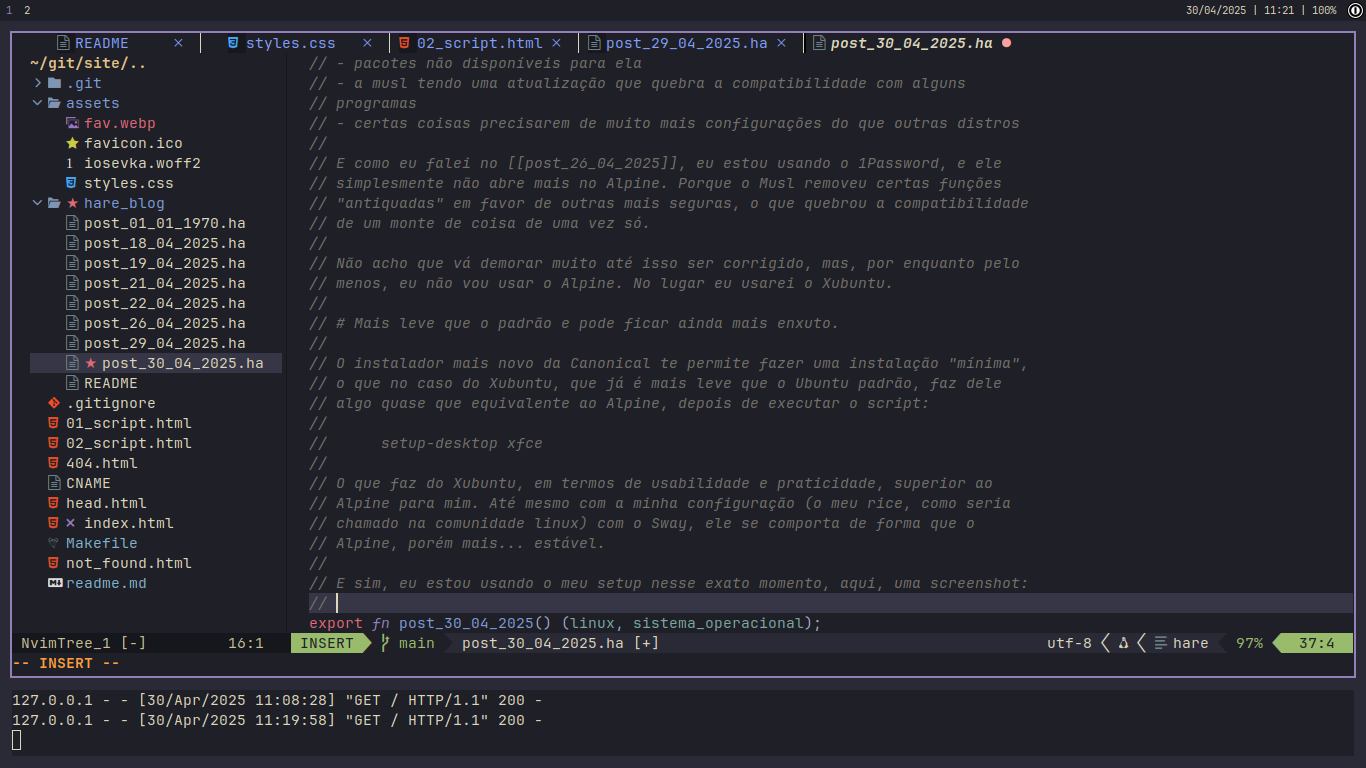 1 2
30/04/2025 | 11:21 | 100%
README × styles.css × 02_script.html × post_29_04_2025.ha × post_30_04_2025.ha
~/git/site/..
.git
assets
fav.webp
favicon.ico
iosevka.woff2
styles.css
hare_blog
post_01_01_1970.ha
post_18_04_2025.ha
post_19_04_2025.ha
post_21_04_2025.ha
post_22_04_2025.ha
post_26_04_2025.ha
post_29_04_2025.ha
post_30_04_2025.ha
README
.gitignore
01_script.html
02_script.html
404.html
CNAME
head.html
index.html
Makefile
not_found.html
readme.md
// - pacotes não disponíveis para ela
// - a musl tendo uma atualização que quebra a compatibilidade com alguns
// programas
// - certas coisas precisarem de muito mais configurações do que outras distros
//
// E como eu falei no [[post_26_04_2025]], eu estou usando o 1Password, e ele
// simplesmente não abre mais no Alpine. Porque o Musl removeu certas funções
// "antiquadas" em favor de outras mais seguras, o que quebrou a compatibilidade
// de um monte de coisa de uma vez só.
//
// Não acho que vá demorar muito até isso ser corrigido, mas, por enquanto pelo
// menos, eu não vou usar o Alpine. No lugar eu usarei o Xubuntu.
//
// # Mais leve que o padrão e pode ficar ainda mais enxuto.
//
// O instalador mais novo da Canonical te permite fazer uma instalação "mínima",
// o que no caso do Xubuntu, que já é mais leve que o Ubuntu padrão, faz dele
// algo quase que equivalente ao Alpine, depois de executar o script:
//
// setup-desktop xfce
//
// O que faz do Xubuntu, em termos de usabilidade e praticidade, superior ao
// Alpine para mim. Até mesmo com a minha configuração (o meu rice, como seria
// chamado na comunidade linux) com o Sway, ele se comporta de forma que o
// Alpine, porém mais... estável.
//
// E sim, eu estou usando o meu setup nesse exato momento, aqui, uma screenshot:
//
export fn post_30_04_2025() (linux, sistema_operacional);
NvimTree_1 [-] 16:1
INSERT main post_30_04_2025.ha [+] utf-8 hare 97% 37:4
-- INSERT --
127.0.0.1 - - [30/Apr/2025 11:08:28] "GET / HTTP/1.1" 200 -
127.0.0.1 - - [30/Apr/2025 11:19:58] "GET / HTTP/1.1" 200 -